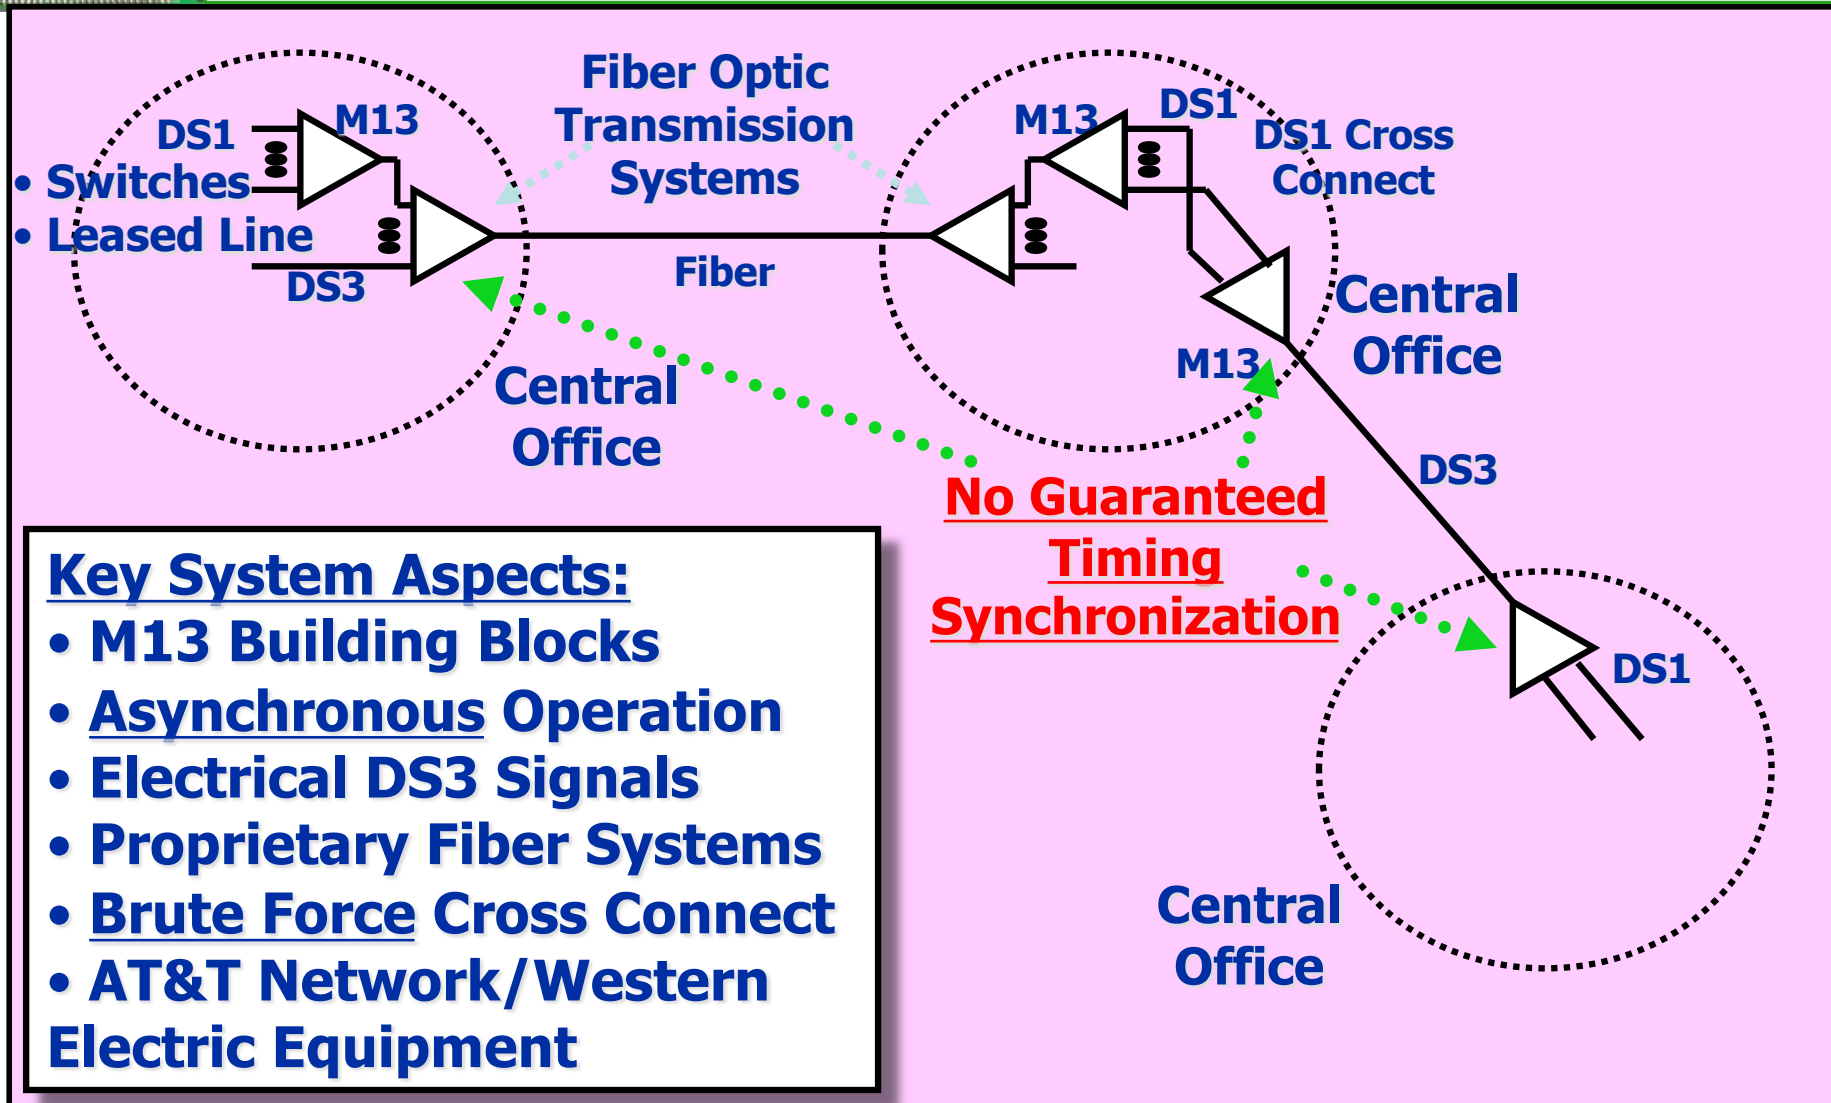 Fiber Optic
Transmission
Systems
DS1
M13
• Switches
• Leased Line
DS3
Fiber
Central
Office
M13
DS1
DS1 Cross
Connect
Central
Office
M13
DS3
No Guaranteed
Timing
Synchronization
DS1
Central
Office
Key System Aspects:
• M13 Building Blocks
• Asynchronous Operation
• Electrical DS3 Signals
• Proprietary Fiber Systems
• Brute Force Cross Connect
• AT&T Network/Western
Electric Equipment